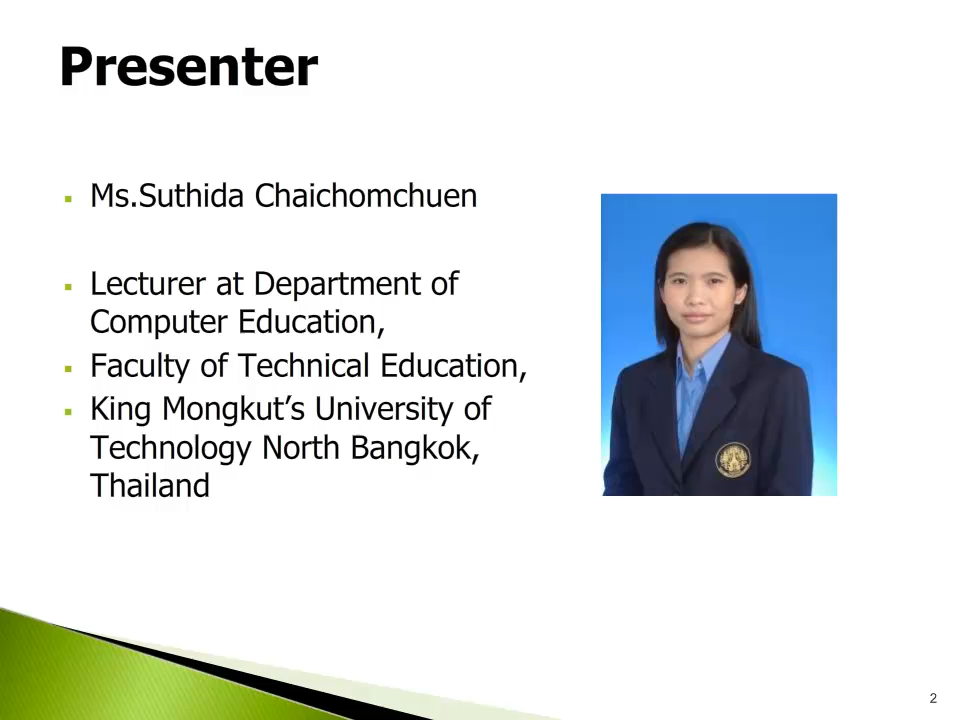 Presenter
Ms.Suthida Chaichomchuen
Lecturer at Department of
Computer Education,
Faculty of Technical Education,
King Mongkut’s University of
Technology North Bangkok,
Thailand
2